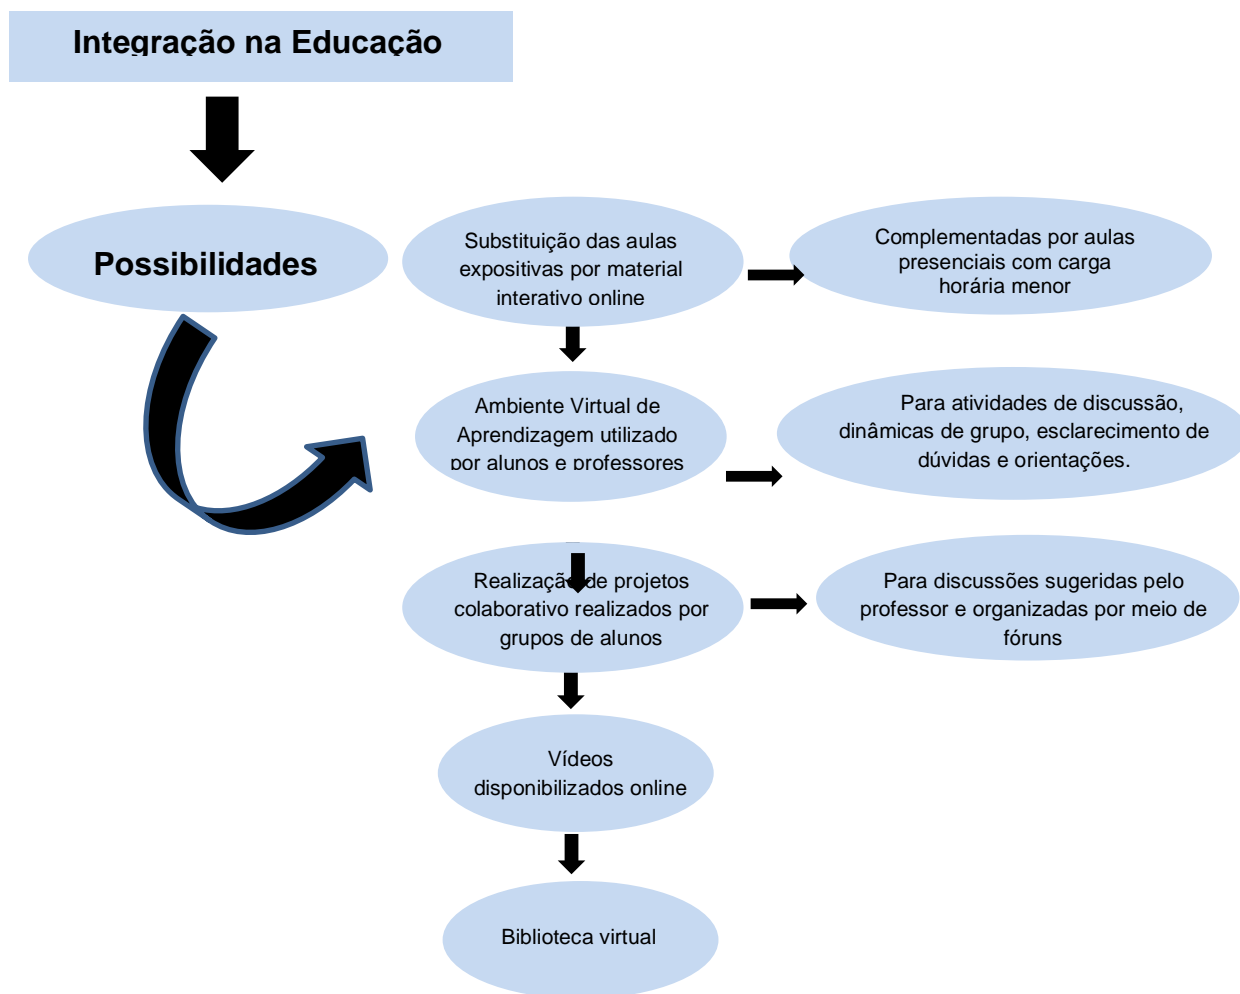 Integração na Educação
Possibilidades
Substituição das aulas
expositivas por material
interativo online
Complementadas por aulas
presenciais com carga
horária menor
Ambiente Virtual de
Aprendizagem utilizado
por alunos e professores
Para atividades de discussão,
dinâmicas de grupo, esclarecimento de
dúvidas e orientações.
Realização de projetos
colaborativo realizados por
grupos de alunos
Para discussões sugeridas pelo
professor e organizadas por meio de
fóruns
Vídeos
disponibilizados online
Biblioteca virtual